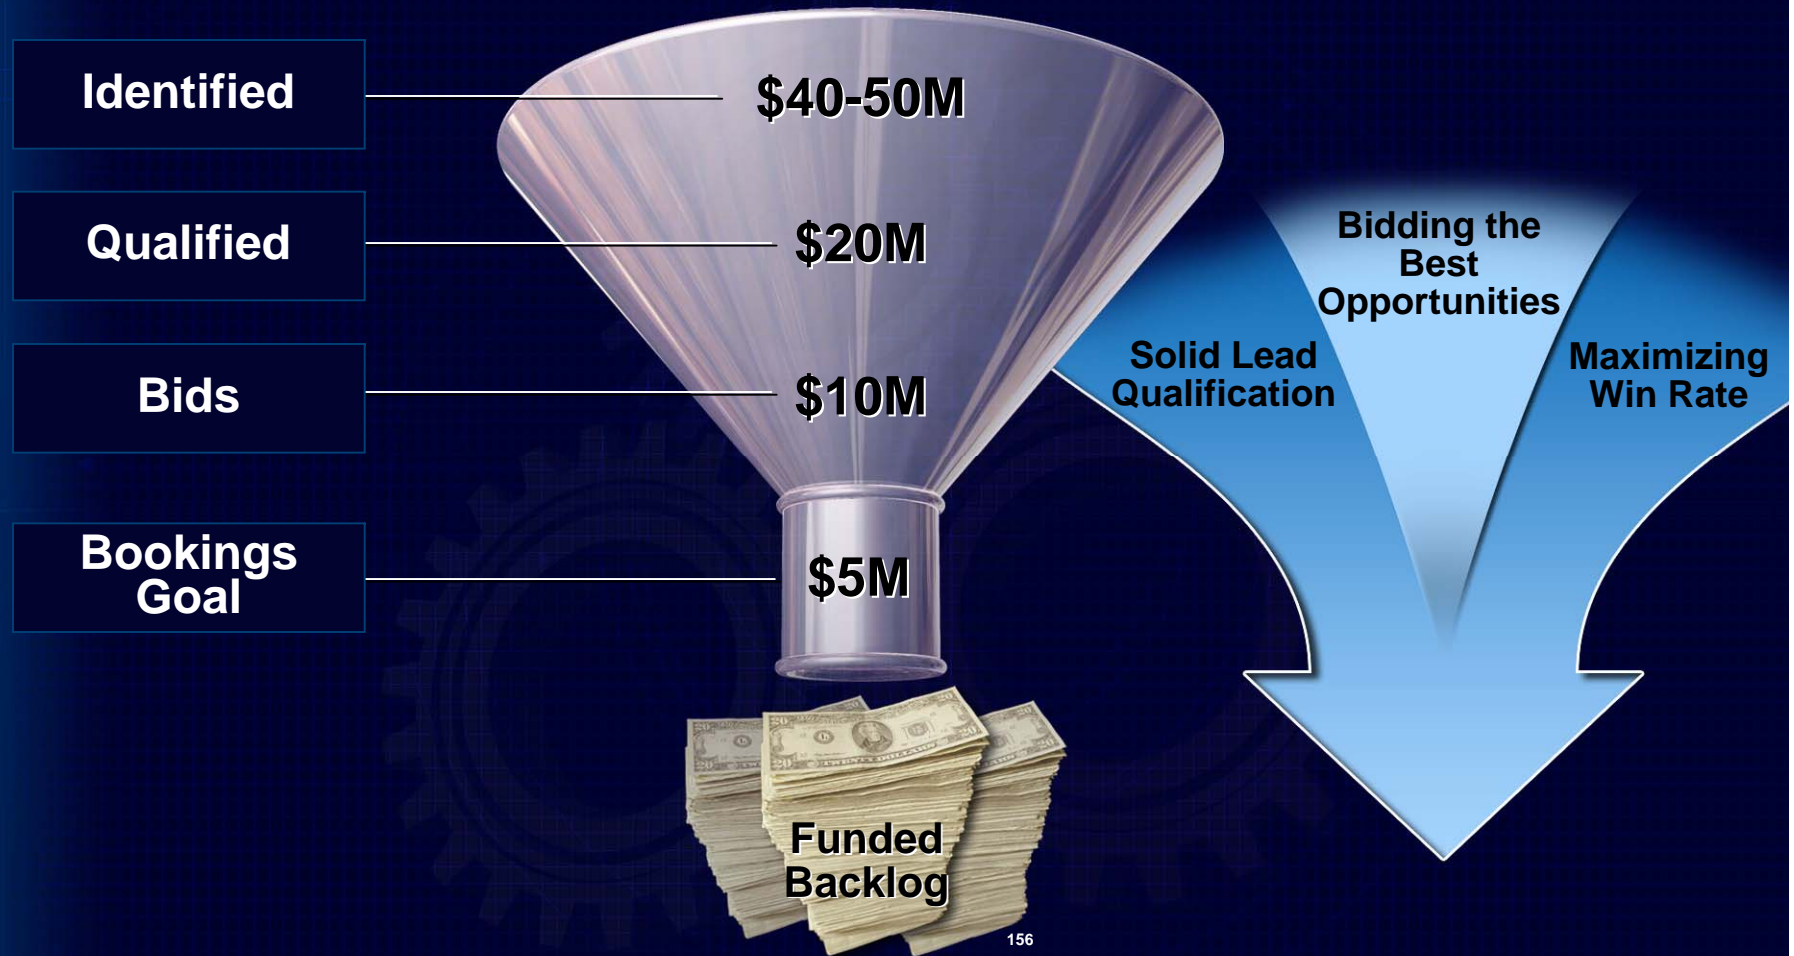 Identified
$40-50M
Qualified
$20M
Bids
$10M
Bookings
Goal
$5M
Bidding the
Best
Opportunities
Solid Lead
Qualification
Maximizing
Win Rate
Funded
Backlog
156